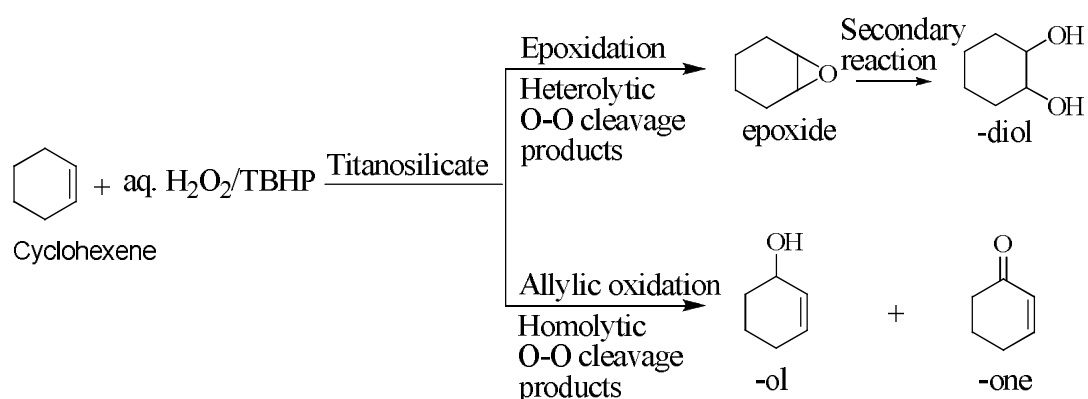 Epoxidation
Heterolytic
O-O cleavage
products
O
epoxide
Secondary
reaction
OH
OH
-diol
Cyclohexene
+ aq. H2O2/TBHP
Titanosilicate
Allylic oxidation
Homolytic
O-O cleavage
products
OH
-ol
+
O
-one